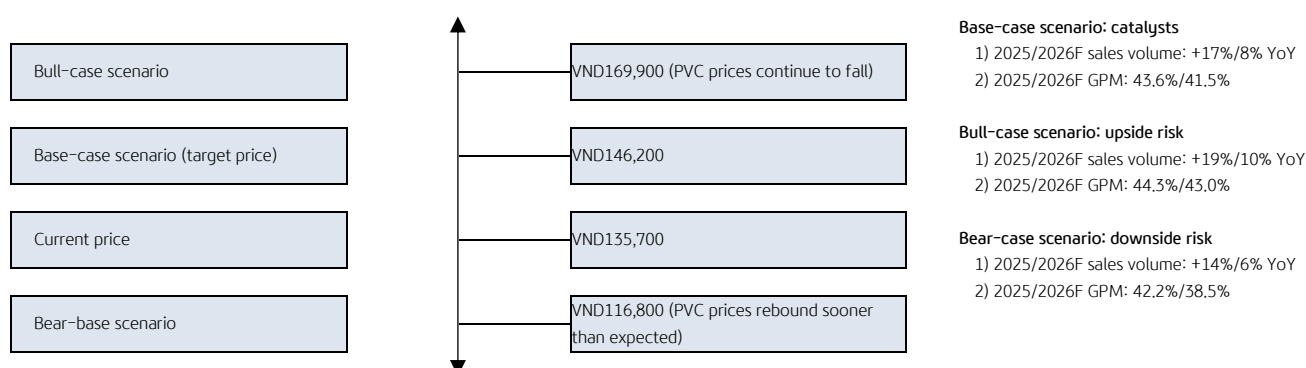 Bull-case scenario
VND169,900 (PVC prices continue to fall)
Base-case scenario (target price)
VND146,200
Current price
VND135,700
Bear-base scenario
VND116,800 (PVC prices rebound sooner
than expected)
Base-case scenario: catalysts
1) 2025/2026F sales volume: +17%/8% YoY
2) 2025/2026F GPM: 43.6%/41.5%
Bull-case scenario: upside risk
1) 2025/2026F sales volume: +19%/10% YoY
2) 2025/2026F GPM: 44.3%/43.0%
Bear-case scenario: downside risk
1) 2025/2026F sales volume: +14%/6% YoY
2) 2025/2026F GPM: 42.2%/38.5%